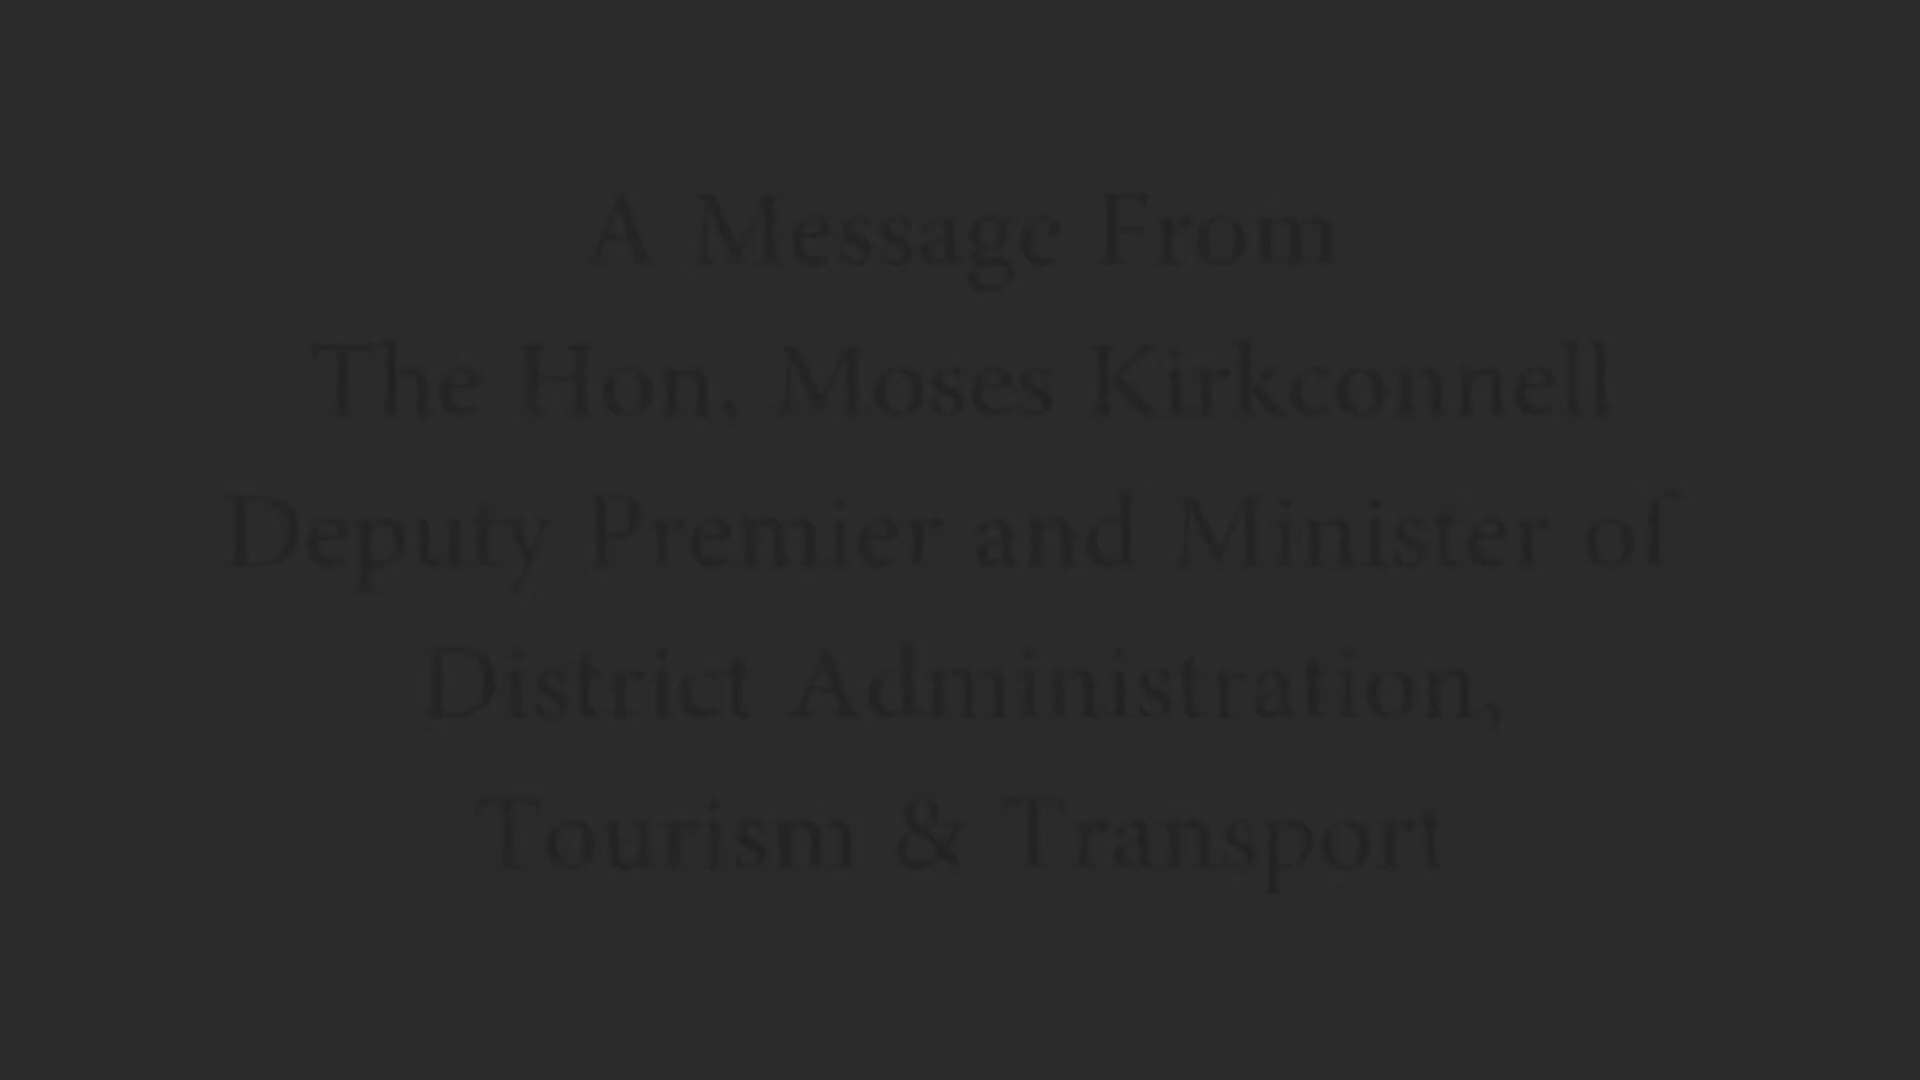 A Message From
The Hon, Moses Kirkconnell
Deputy Premier and Minister of
District Administration,
Tourism & Transport